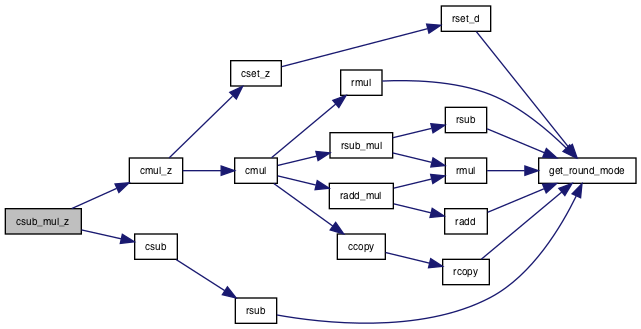 rset_d
cset_z
rmul
rsub
rsub_mul
cmul_z
cmul
rmul
get_round_mode
radd_mul
csub_mul_z
radd
csub
ccopy
rcopy
rsub